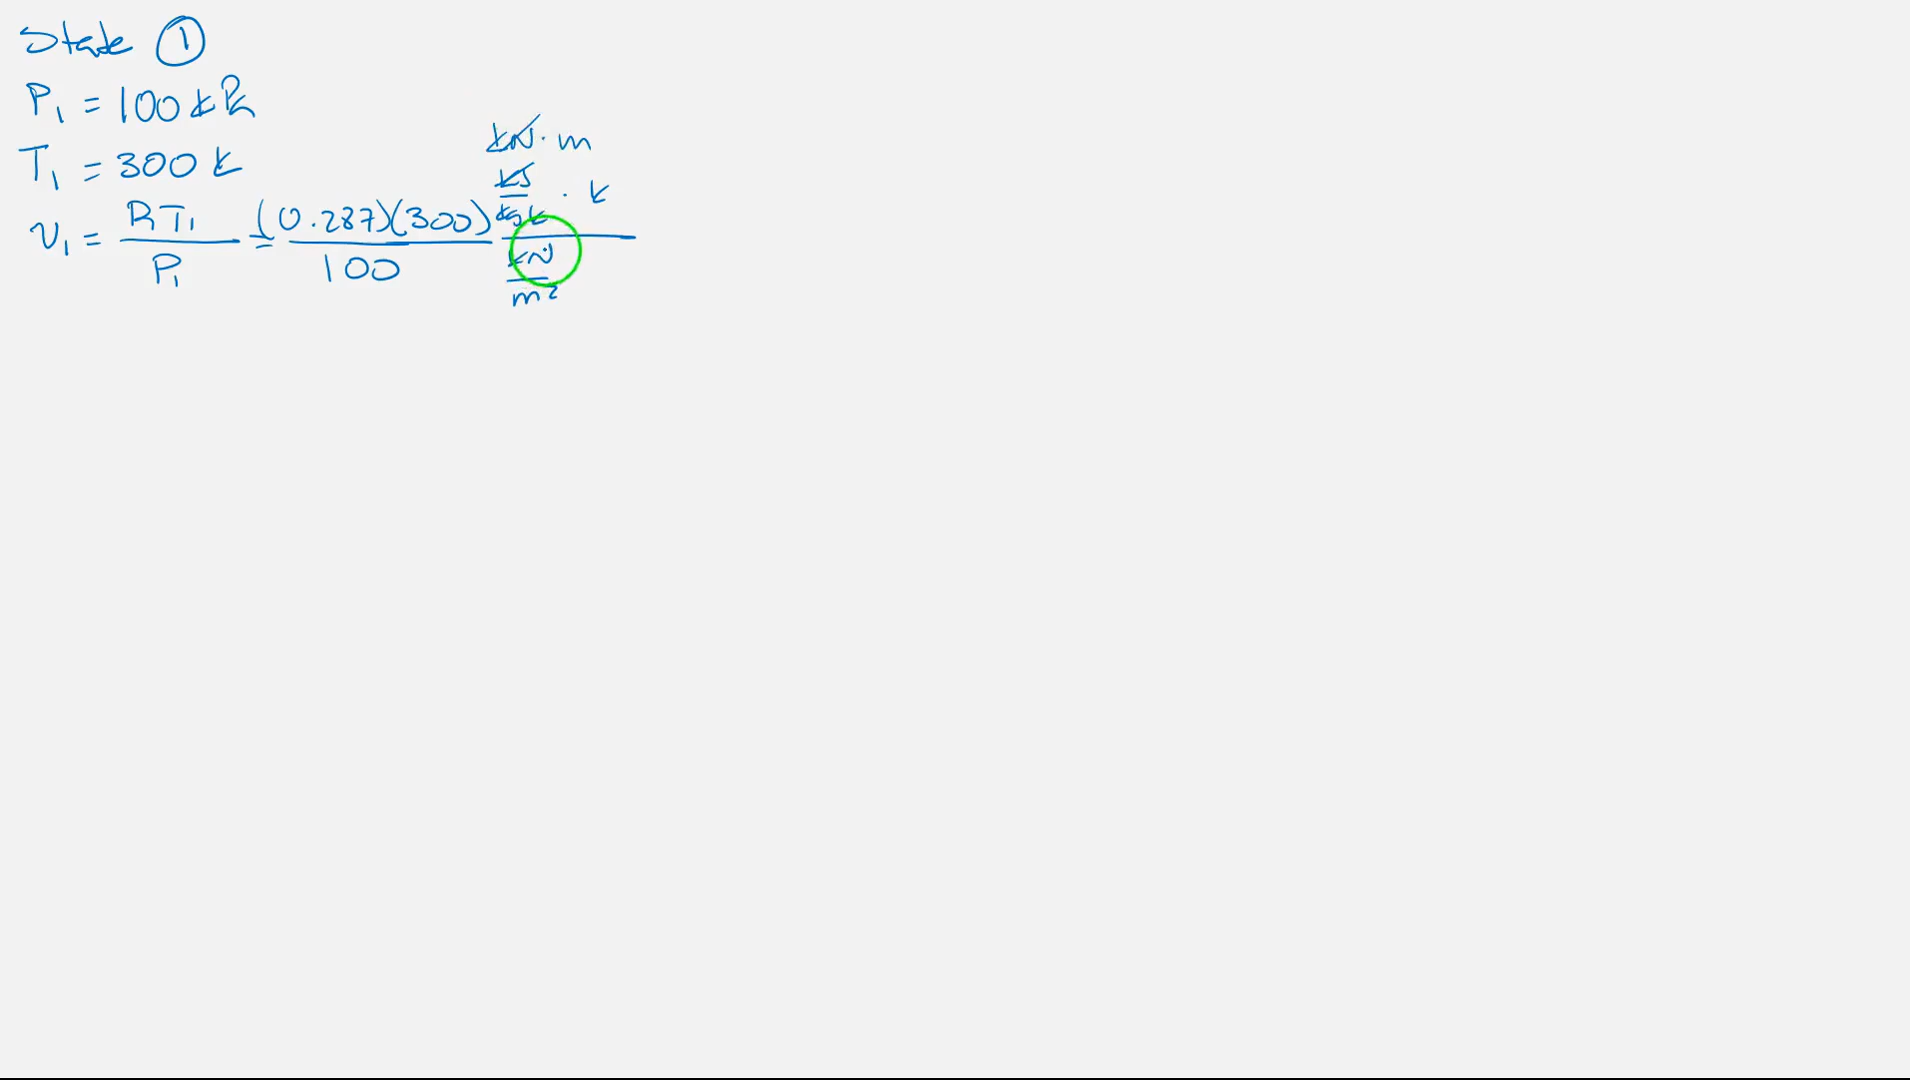 State ①
P₁ = 100 kPa
T₁ = 300 K
v₁ = RT₁ / P₁ = (0.287)(300) / 100 kN·m kJ / kg K · K / kN / m²